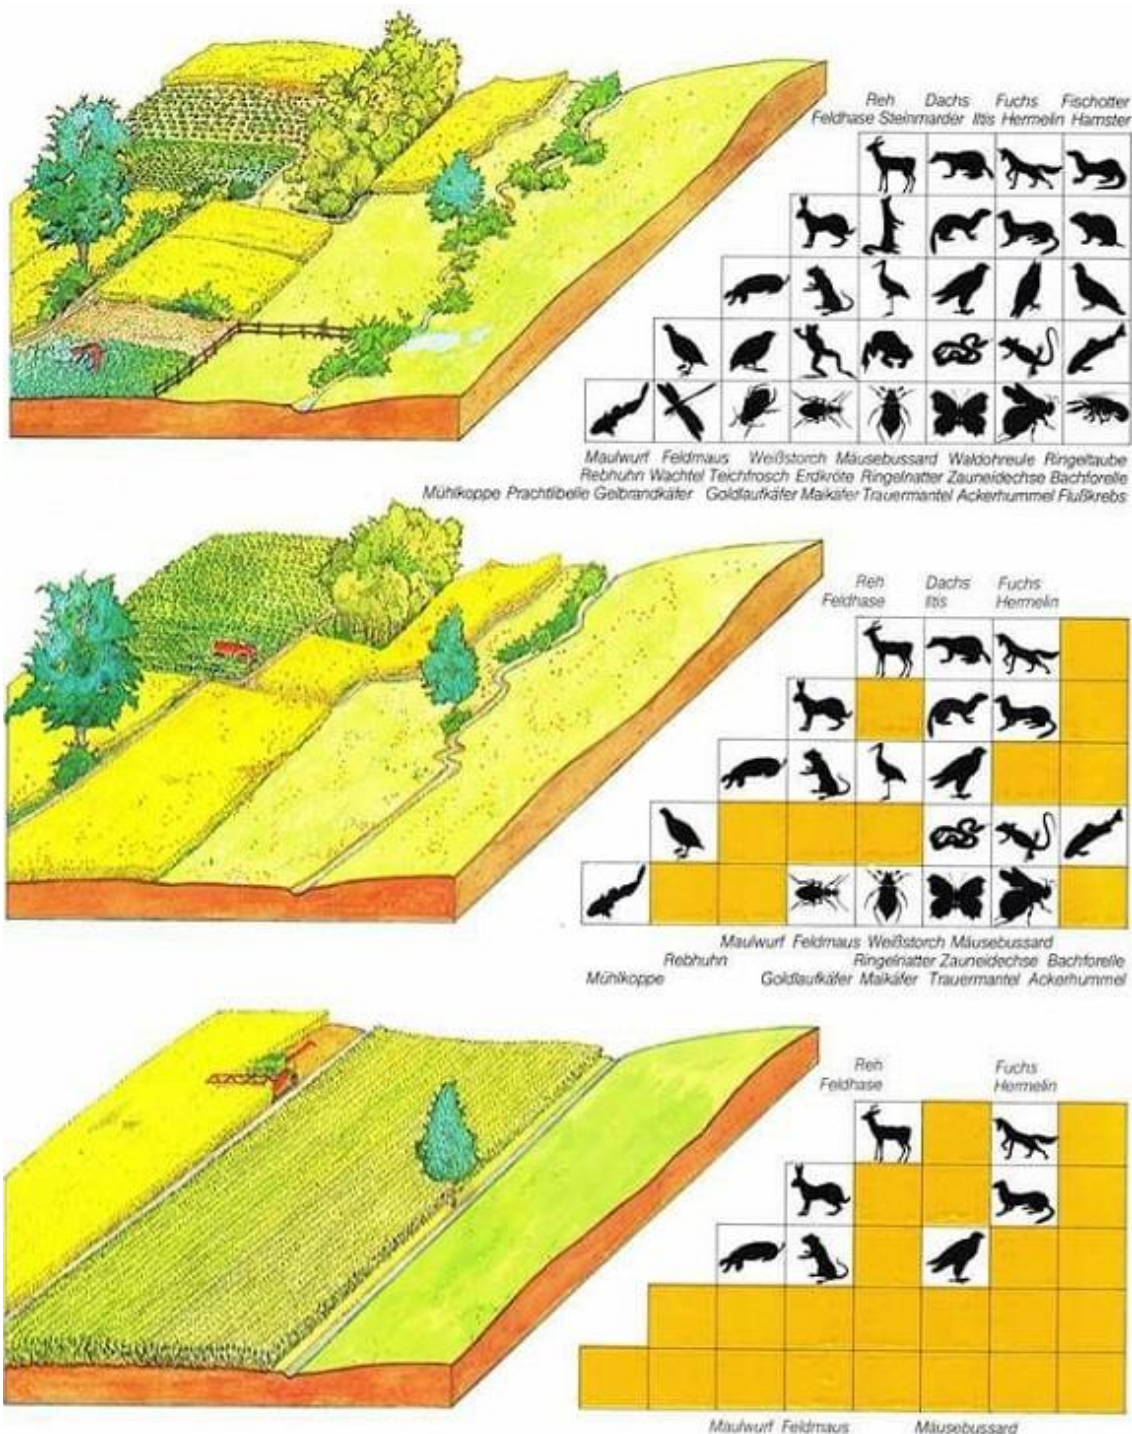 Reh Dachs Fuchs Fischotter
Feldhase Steinmarder Iltis Hermelin Hamster
Maulwurf Feldmaus Weißstorch Mäusebussard Waldohreule Ringeltaube
Rebhuhn Wachtel Teichfrosch Erdkröte Ringelnatter Zauneidechse Bachforelle
Mühlkoppe Prachtlibelle Gelbrandkäfer Goldlaufkäfer Maikäfer Trauermantel Ackerhummel Flußkrebs
Reh Dachs Fuchs
Feldhase Iltis Hermelin
Maulwurf Feldmaus Weißstorch Mäusebussard
Rebhuhn Ringelnatter Zauneidechse Bachforelle
Mühlkoppe Goldlaufkäfer Maikäfer Trauermantel Ackerhummel
Reh Fuchs
Feldhase Hermelin
Maulwurf Feldmaus Mäusebussard